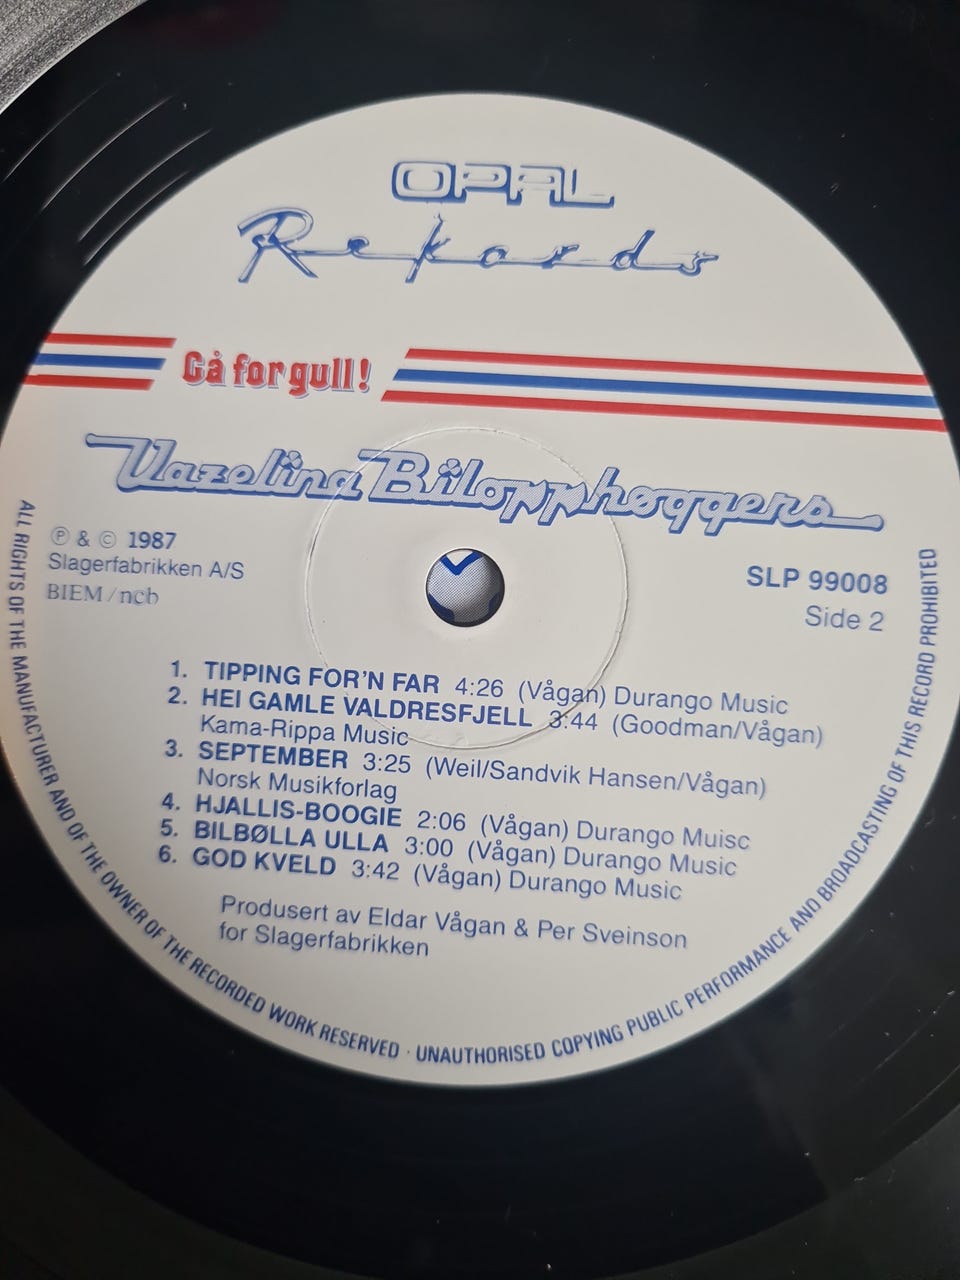 OPAL
Rekords
Gå for gull!
Vazelina Bilopphøggers
Ⓟ & © 1987
Slagerfabrikken A/S
BIEM/ncb
SLP 99008
Side 2
1. TIPPING FOR'N FAR 4:26 (Vågan) Durango Music
2. HEI GAMLE VALDRESFJELL 3:44 (Goodman/Vågan)
Kama-Rippa Music
3. SEPTEMBER 3:25 (Weil/Sandvik Hansen/Vågan)
Norsk Musikforlag
4. HJALLIS-BOOGIE 2:06 (Vågan) Durango Muisc
5. BILBØLLA ULLA 3:00 (Vågan) Durango Music
6. GOD KVELD 3:42 (Vågan) Durango Music
Produsert av Eldar Vågan & Per Sveinson
for Slagerfabrikken
ALL RIGHTS OF THE MANUFACTURER AND OF THE OWNER OF THE RECORDED WORK RESERVED · UNAUTHORISED COPYING PUBLIC PERFORMANCE AND BROADCASTING OF THIS RECORD PROHIBITED